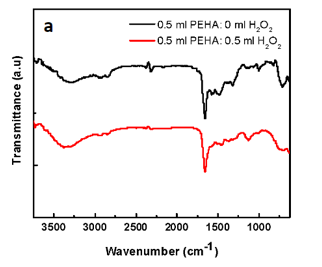 a
0.5 ml PEHA: 0 ml H₂O₂
0.5 ml PEHA: 0.5 ml H₂O₂
Transmittance (a.u)
3500 3000 2500 2000 1500 1000
Wavenumber (cm⁻¹)